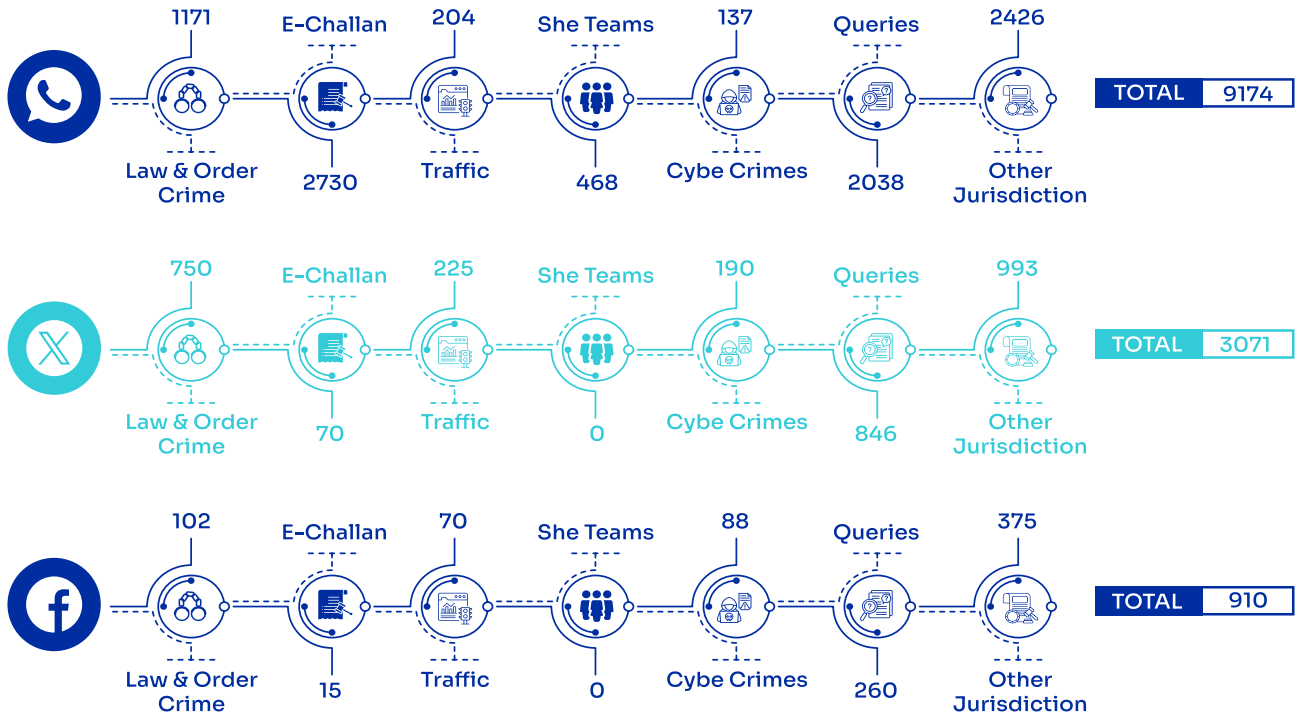 1171
E-Challan
204
She Teams
137
Queries
2426
TOTAL 9174
Law & Order
Crime
2730
Traffic
468
Cybe Crimes
2038
Other
Jurisdiction
750
E-Challan
225
She Teams
190
Queries
993
TOTAL 3071
Law & Order
Crime
70
Traffic
0
Cybe Crimes
846
Other
Jurisdiction
102
E-Challan
70
She Teams
88
Queries
375
TOTAL 910
Law & Order
Crime
15
Traffic
0
Cybe Crimes
260
Other
Jurisdiction